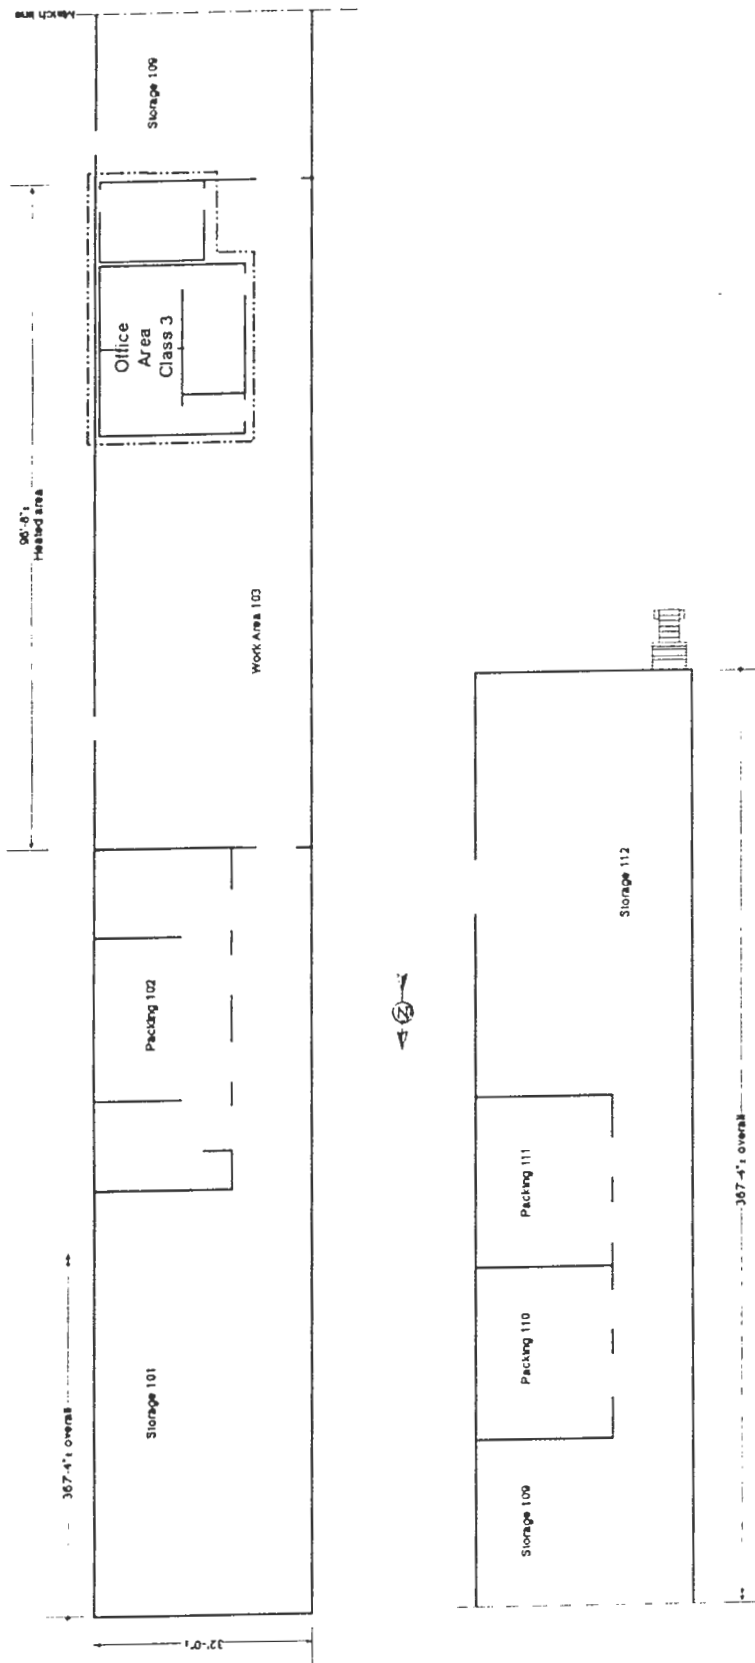 Match line
Storage 109
96'-8"±
Heated area
Office
Area
Class 3
Work Area 103
Packing 102
Storage 101
367'-4"± overall
32'-0"±
N
Storage 112
Packing 111
Packing 110
Storage 109
367'-4"± overall